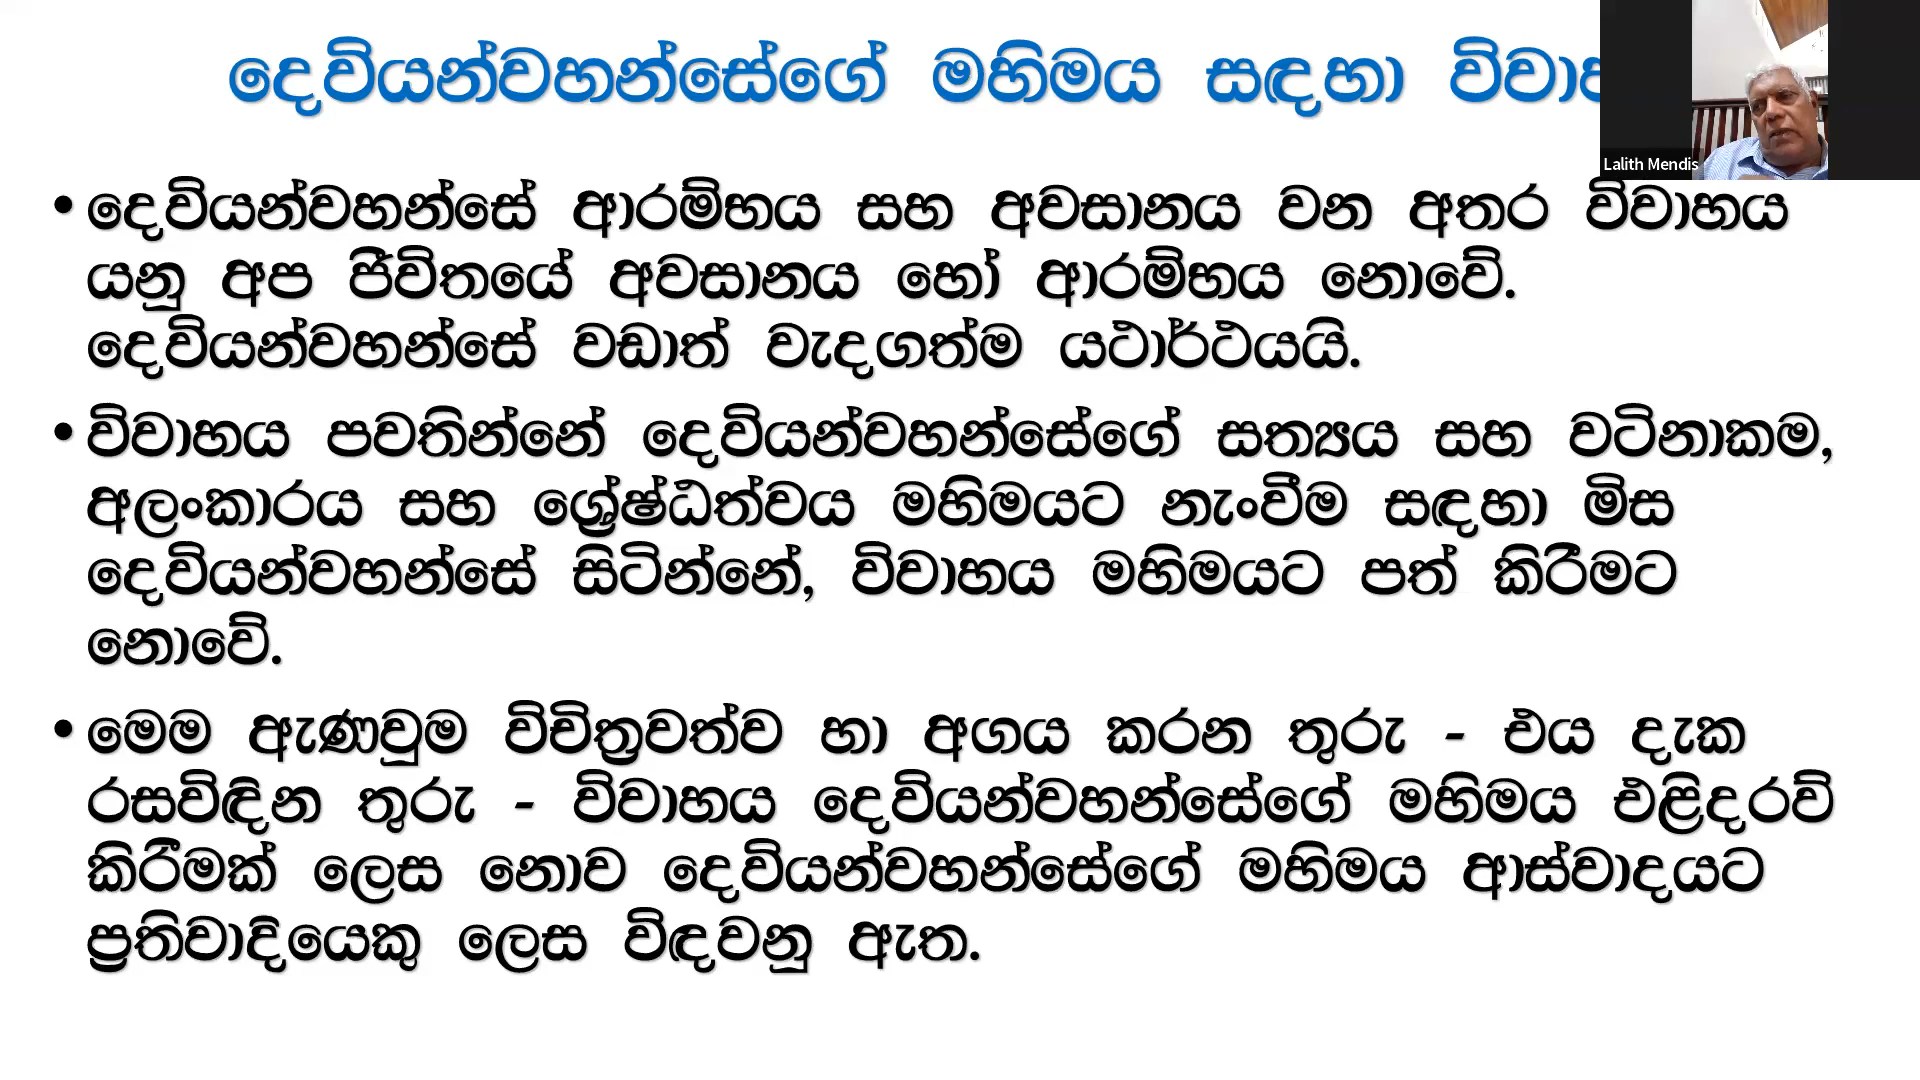 දෙවියන්වහන්සේගේ මහිමය සඳහා
Lalith Mendis
• දෙවියන්වහන්සේ ආරම්භය සහ අවසානය වන අතර විවාහය
යනු අප ජීවිතයේ අවසානය හෝ ආරම්භය නොවේ.
දෙවියන්වහන්සේ වඩාත් වැදගත්ම යථාර්ථයයි.
• විවාහය පවතින්නේ දෙවියන්වහන්සේගේ සත්‍යය සහ වටිනාකම,
අලංකාරය සහ ශ්‍රේෂ්ඨත්වය මහිමයට නැංවීම සඳහා මිස
දෙවියන්වහන්සේ සිටින්නේ, විවාහය මහිමයට පත් කිරීමට
නොවේ.
• මෙම ඇණවුම විචිත්‍රවත්ව හා අගය කරන තුරු - එය දැක
රසවිඳින තුරු - විවාහය දෙවියන්වහන්සේගේ මහිමය එළිදරව්
කිරීමක් ලෙස නොව දෙවියන්වහන්සේගේ මහිමය ආස්වාදයට
ප්‍රතිවාදියෙකු ලෙස විඳවනු ඇත.